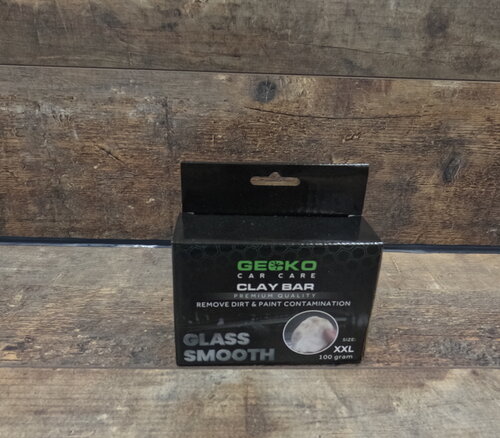 GECKO
CAR CARE
CLAY BAR
PREMIUM QUALITY
REMOVE DIRT & PAINT CONTAMINATION
GLASS
SMOOTH
SIZE:
XXL
100 gram